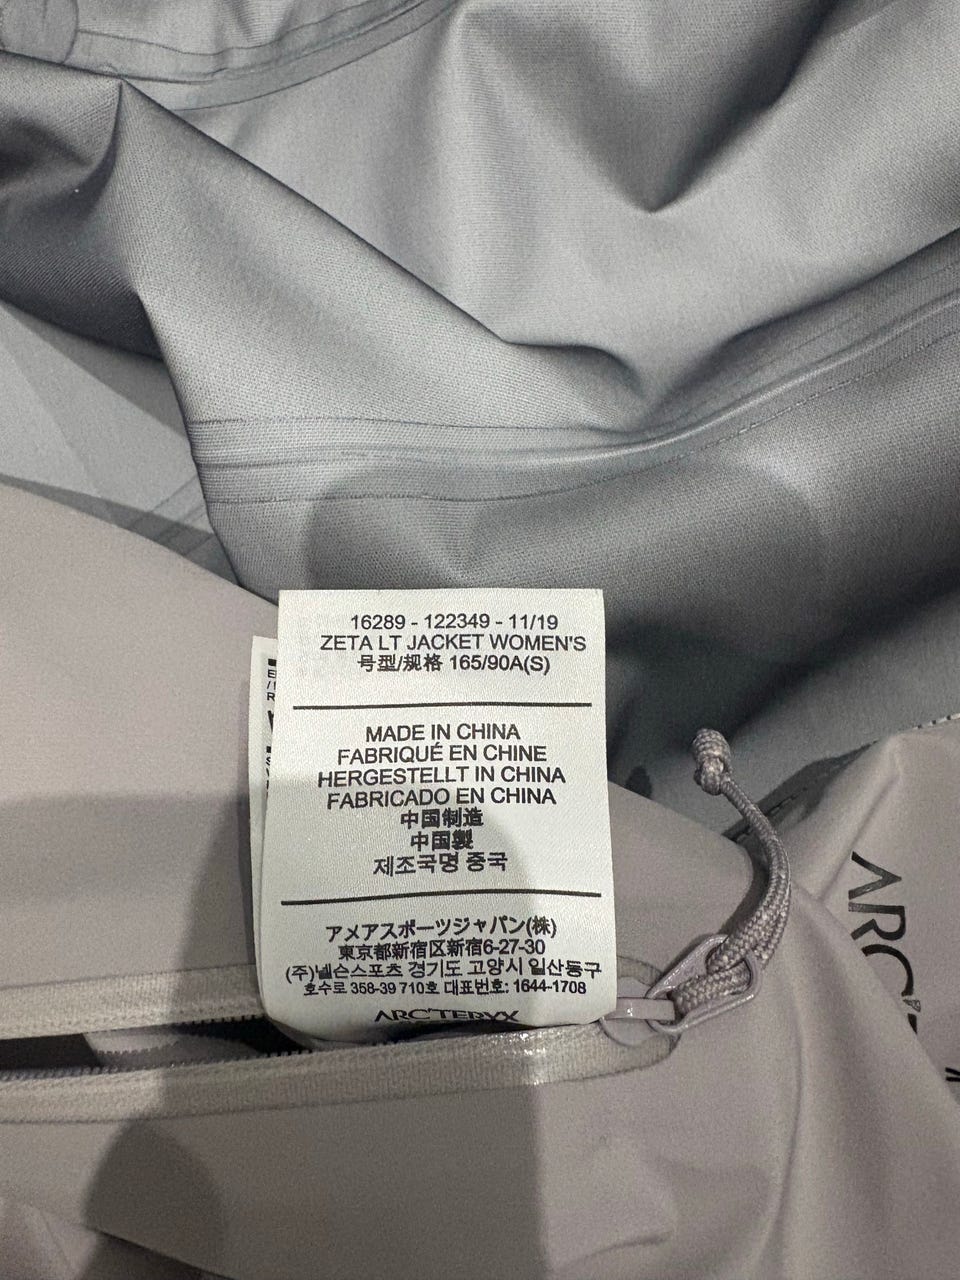 16289 - 122349 - 11/19
ZETA LT JACKET WOMEN'S
号型/规格 165/90A(S)
MADE IN CHINA
FABRIQUÉ EN CHINE
HERGESTELLT IN CHINA
FABRICADO EN CHINA
中国制造
中国製
제조국명 중국
アメアスポーツジャパン(株)
東京都新宿区新宿6-27-30
(주)넬슨스포츠 경기도 고양시 일산동구
호수로 358-39 710호 대표번호: 1644-1708
ARC'TERYX
ARC'